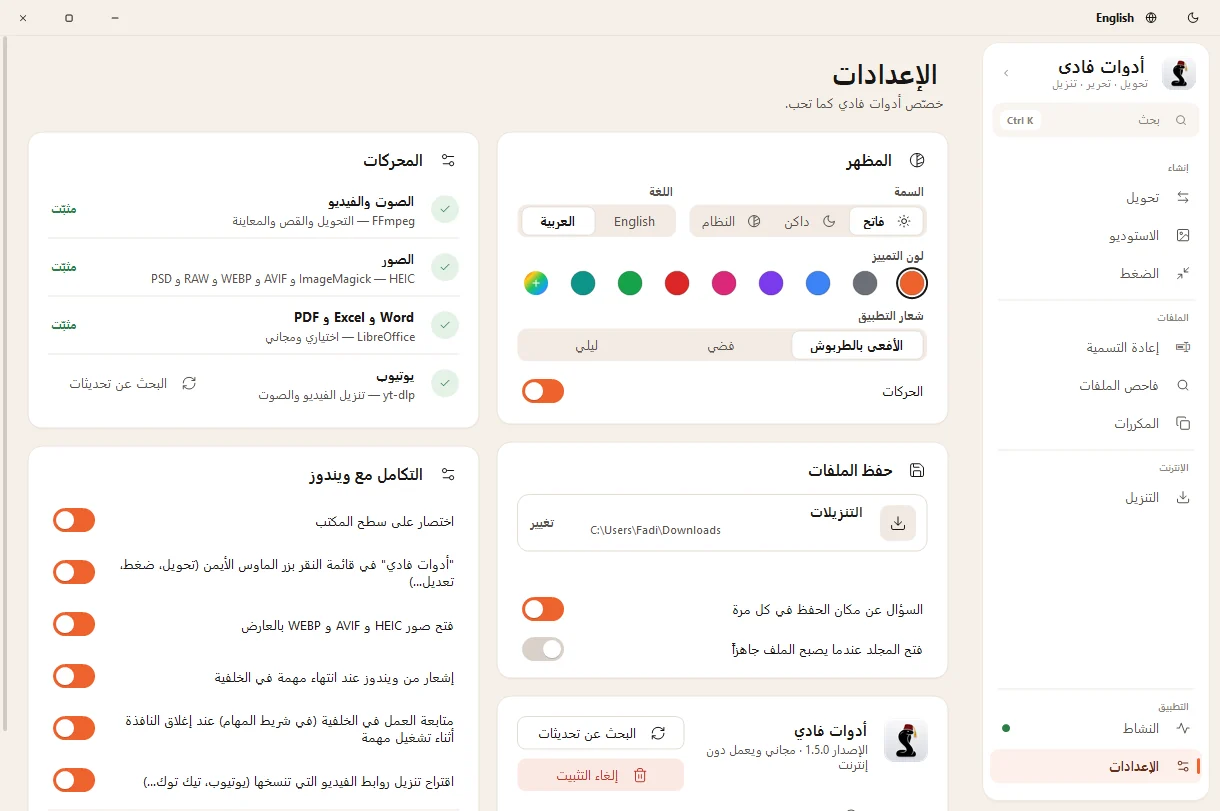 English
أدوات فادي
تحويل · تحرير · تنزيل
بحث
Ctrl K
إنشاء
تحويل
الاستوديو
الضغط
الملفات
إعادة التسمية
فاحص الملفات
المكررات
الإنترنت
التنزيل
التطبيق
النشاط
الإعدادات
الإعدادات
خصّص أدوات فادي كما تحب.
المظهر
السمة
فاتح
داكن
النظام
اللغة
English
العربية
لون التمييز
شعار التطبيق
الأفعى بالطربوش
فضي
ليلي
الحركات
حفظ الملفات
التنزيلات
C:\Users\Fadi\Downloads
تغيير
السؤال عن مكان الحفظ في كل مرة
فتح المجلد عندما يصبح الملف جاهزاً
أدوات فادي
الإصدار 1.5.0 · مجاني ويعمل دون
إنترنت
البحث عن تحديثات
إلغاء التثبيت
المحركات
الصوت والفيديو
FFmpeg — التحويل والقص والمعاينة
مثبّت
الصور
ImageMagick — HEIC و AVIF و WEBP و RAW و PSD
مثبّت
Word و Excel و PDF
LibreOffice — اختياري ومجاني
مثبّت
يوتيوب
yt-dlp — تنزيل الفيديو والصوت
البحث عن تحديثات
التكامل مع ويندوز
اختصار على سطح المكتب
"أدوات فادي" في قائمة النقر بزر الماوس الأيمن (تحويل، ضغط،
تعديل...)
فتح صور HEIC و AVIF و WEBP بالعارض
إشعار من ويندوز عند انتهاء مهمة في الخلفية
متابعة العمل في الخلفية (في شريط المهام) عند إغلاق النافذة
أثناء تشغيل مهمة
اقتراح تنزيل روابط الفيديو التي تنسخها (يوتيوب، تيك توك...)